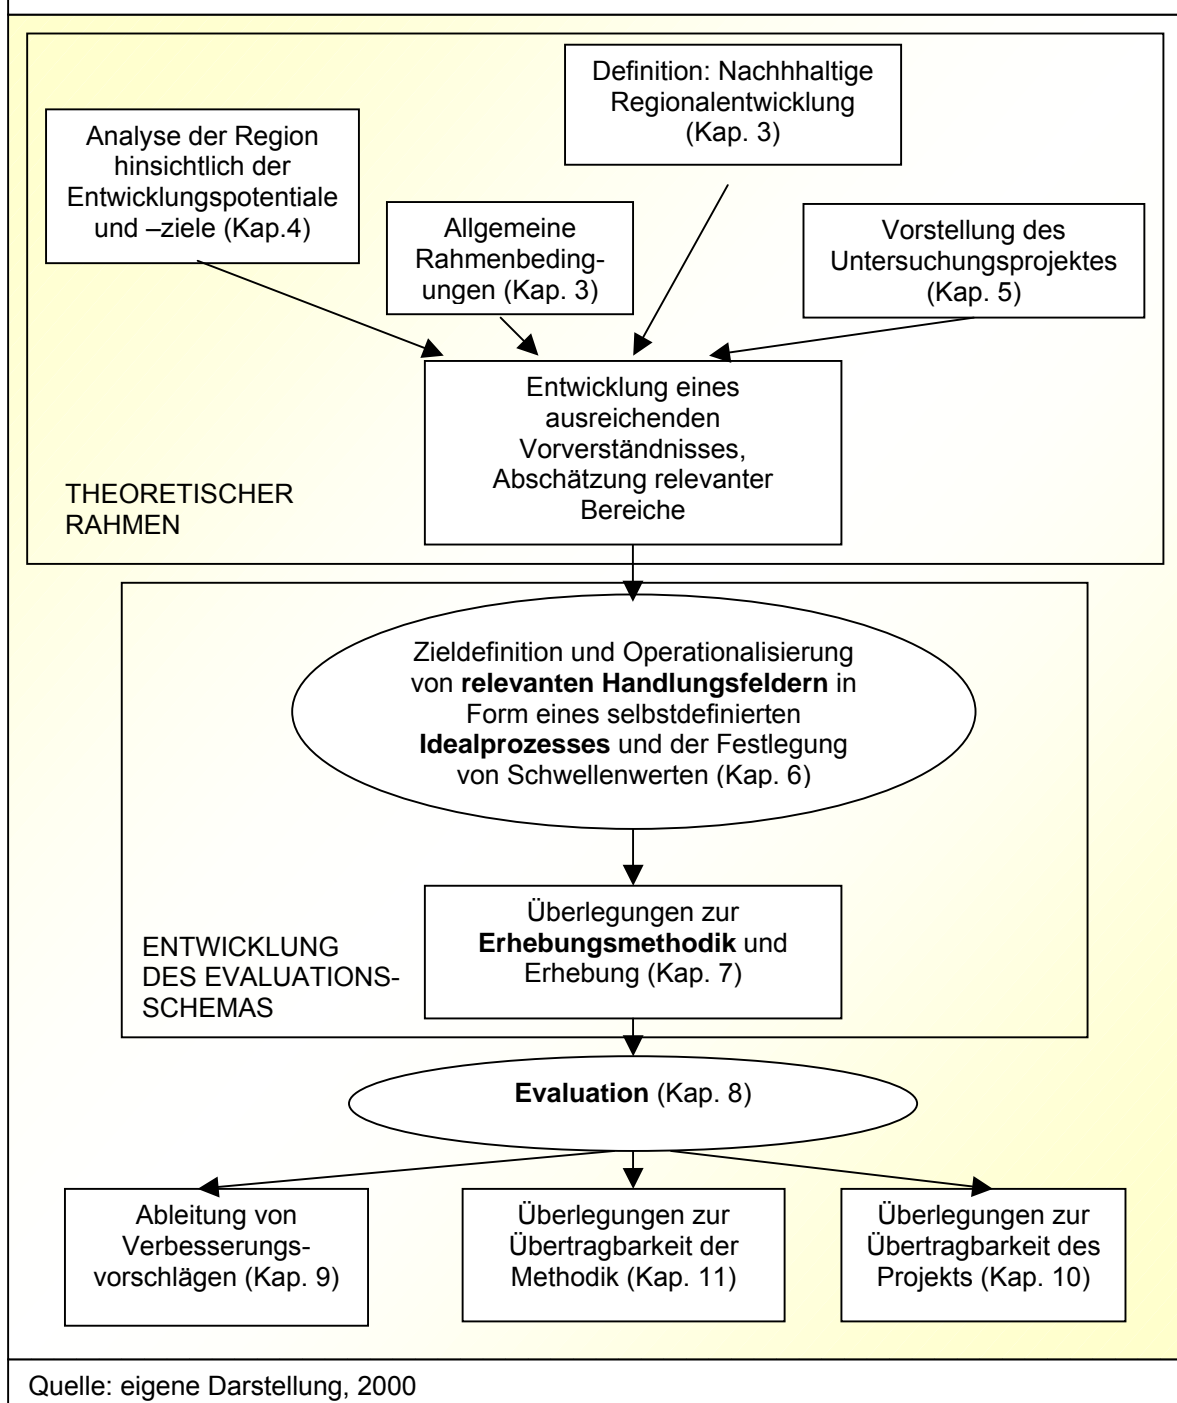 Definition: Nachhhaltige
Regionalentwicklung
(Kap. 3)
Analyse der Region
hinsichtlich der
Entwicklungspotentiale
und –ziele (Kap.4)
Allgemeine
Rahmenbeding-
ungen (Kap. 3)
Vorstellung des
Untersuchungsprojektes
(Kap. 5)
Entwicklung eines
ausreichenden
Vorverständnisses,
Abschätzung relevanter
Bereiche
THEORETISCHER
RAHMEN
Zieldefinition und Operationalisierung
von relevanten Handlungsfeldern in
Form eines selbstdefinierten
Idealprozesses und der Festlegung
von Schwellenwerten (Kap. 6)
Überlegungen zur
Erhebungsmethodik und
Erhebung (Kap. 7)
ENTWICKLUNG
DES EVALUATIONS-
SCHEMAS
Evaluation (Kap. 8)
Ableitung von
Verbesserungs-
vorschlägen (Kap. 9)
Überlegungen zur
Übertragbarkeit der
Methodik (Kap. 11)
Überlegungen zur
Übertragbarkeit des
Projekts (Kap. 10)
Quelle: eigene Darstellung, 2000